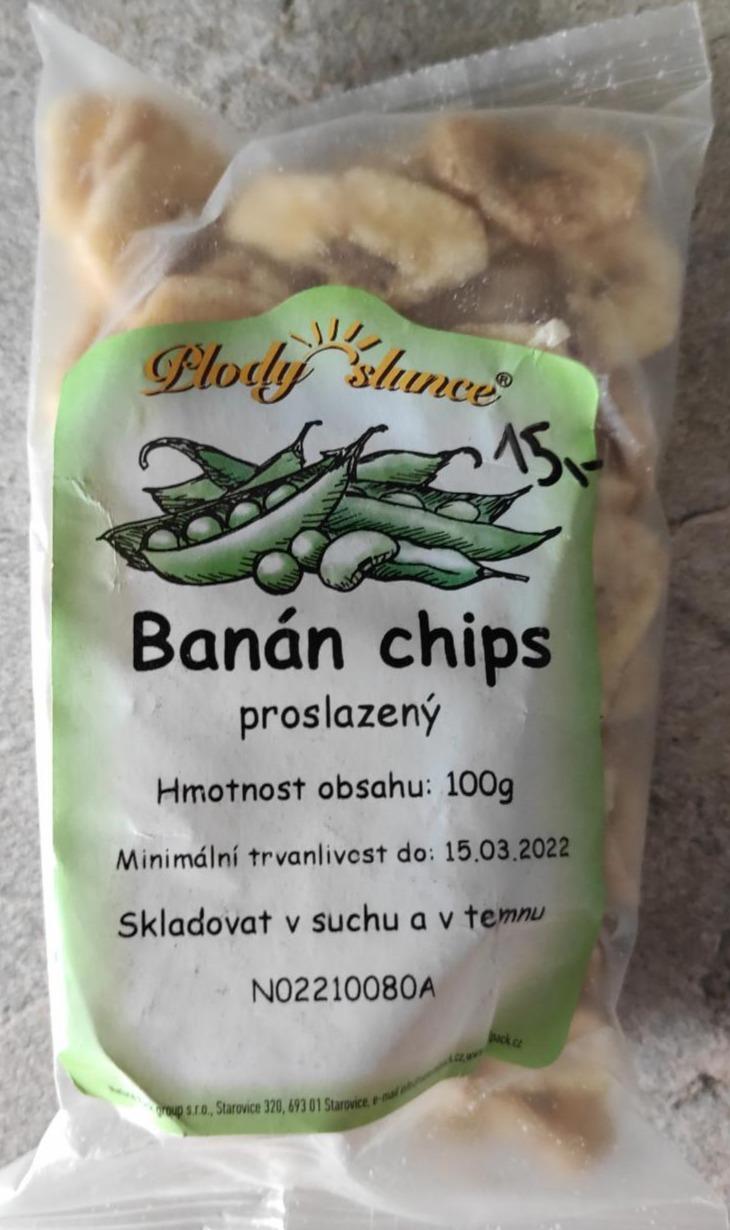 Plody slunce®
15,-
Banán chips
proslazený
Hmotnost obsahu: 100g
Minimální trvanlivost do: 15.03.2022
Skladovat v suchu a v temnu
N02210080A
group s.r.o., Starovice 320, 693 01 Starovice, e-mail